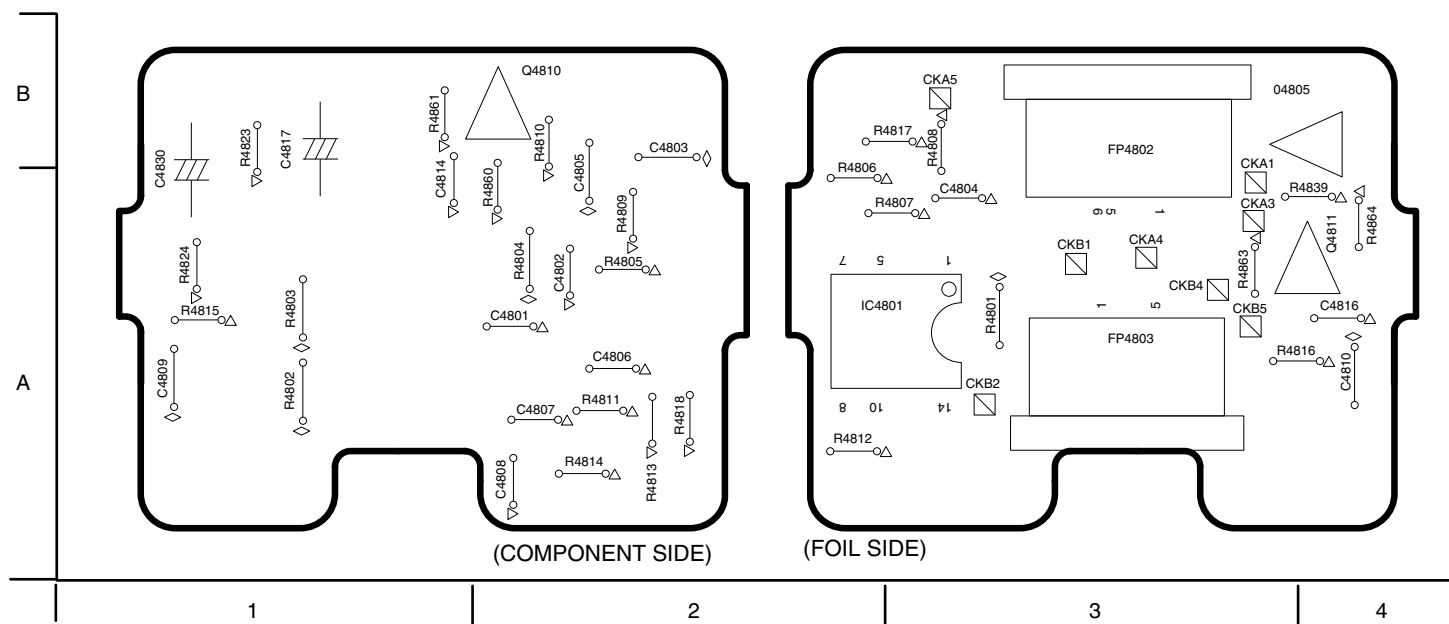 B
A
1
2
3
4
(COMPONENT SIDE)
Q4810
R4861
R4823
C4817
C4830
R4810
C4805
C4803
C4814
R4860
R4809
R4824
R4804
C4802
R4805
R4815
R4803
C4801
C4809
R4802
C4806
C4807
R4811
R4818
R4813
C4808
R4814
(FOIL SIDE)
CKA5
04805
R4817
R4808
FP4802
R4806
CKA1
C4804
R4839
R4807
CKA3
R4864
6
5
1
Q4811
CKB1
CKA4
R4863
7
5
1
CKB4
IC4801
R4801
1
5
CKB5
C4816
FP4803
R4816
C4810
CKB2
8
10
14
R4812